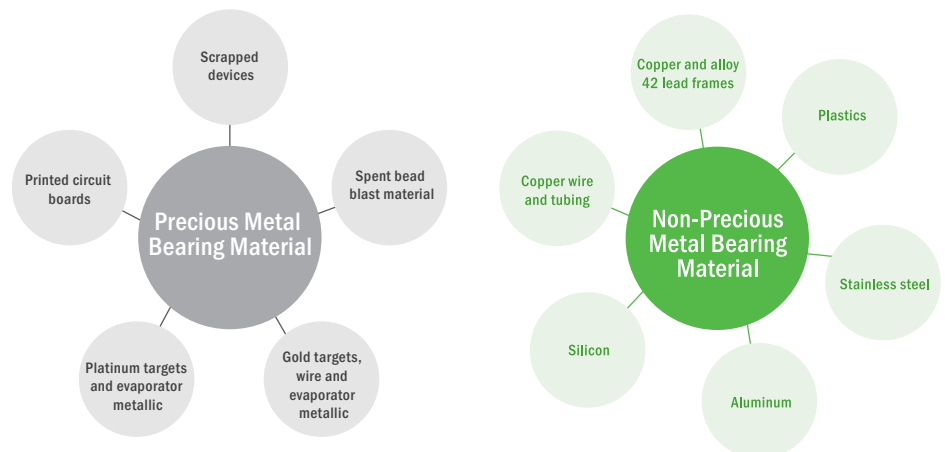 Scrapped
devices
Printed circuit
boards
Spent bead
blast material
Precious Metal
Bearing Material
Platinum targets
and evaporator
metallic
Gold targets,
wire and
evaporator
metallic
Copper and alloy
42 lead frames
Plastics
Copper wire
and tubing
Non-Precious
Metal Bearing
Material
Stainless steel
Silicon
Aluminum